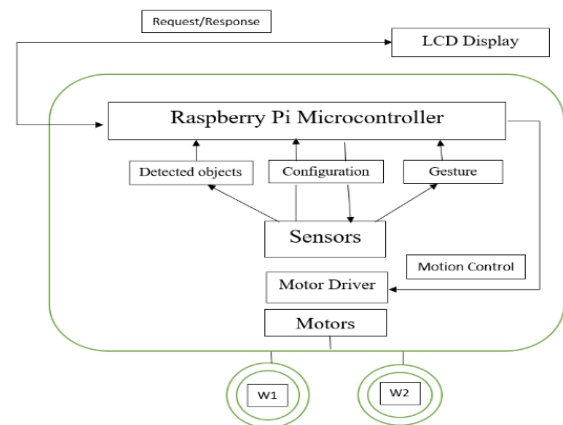 Request/Response
LCD Display
Raspberry Pi Microcontroller
Detected objects
Configuration
Gesture
Sensors
Motion Control
Motor Driver
Motors
W1
W2